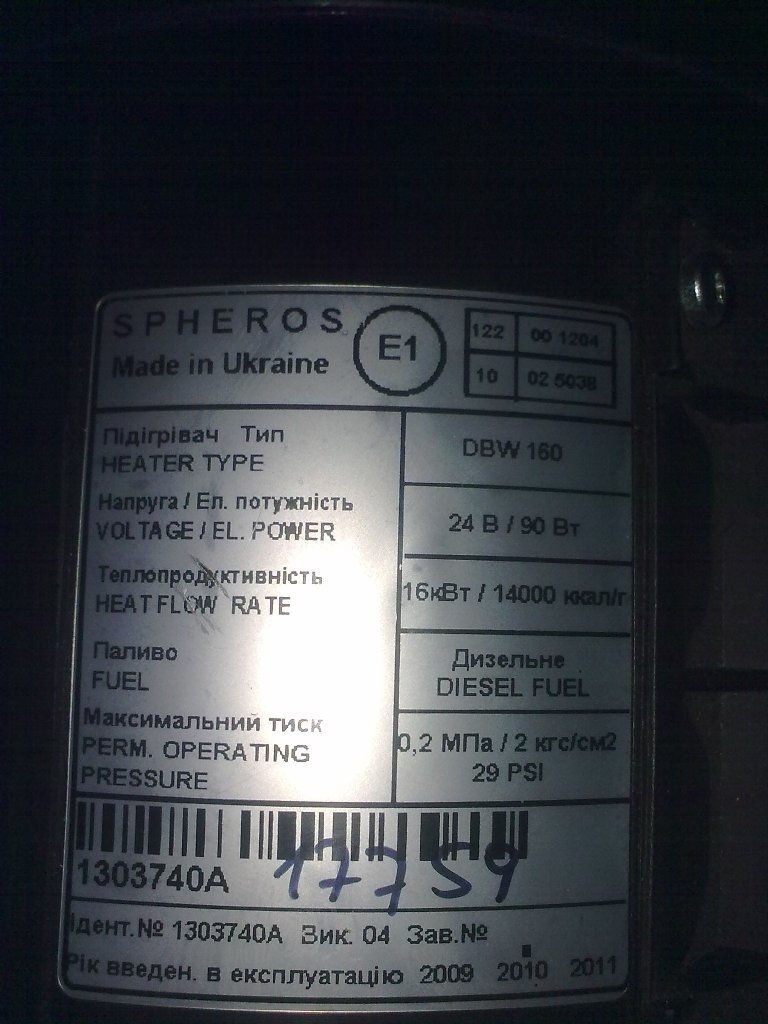 SPHEROS
Made in Ukraine
E1
122 00 1204
10 02 5038
Підігрівач Тип
HEATER TYPE
DBW 160
Напруга / Ел. потужність
VOLTAGE / EL. POWER
24 В / 90 Вт
Теплопродуктивність
HEAT FLOW RATE
16кВт / 14000 ккал/г
Паливо
FUEL
Дизельне
DIESEL FUEL
Максимальний тиск
PERM. OPERATING
PRESSURE
0,2 МПа / 2 кгс/см2
29 PSI
1303740A
17759
Ідент.№ 1303740A Вик. 04 Зав.№
Рік введен. в експлуатацію 2009 2010 2011